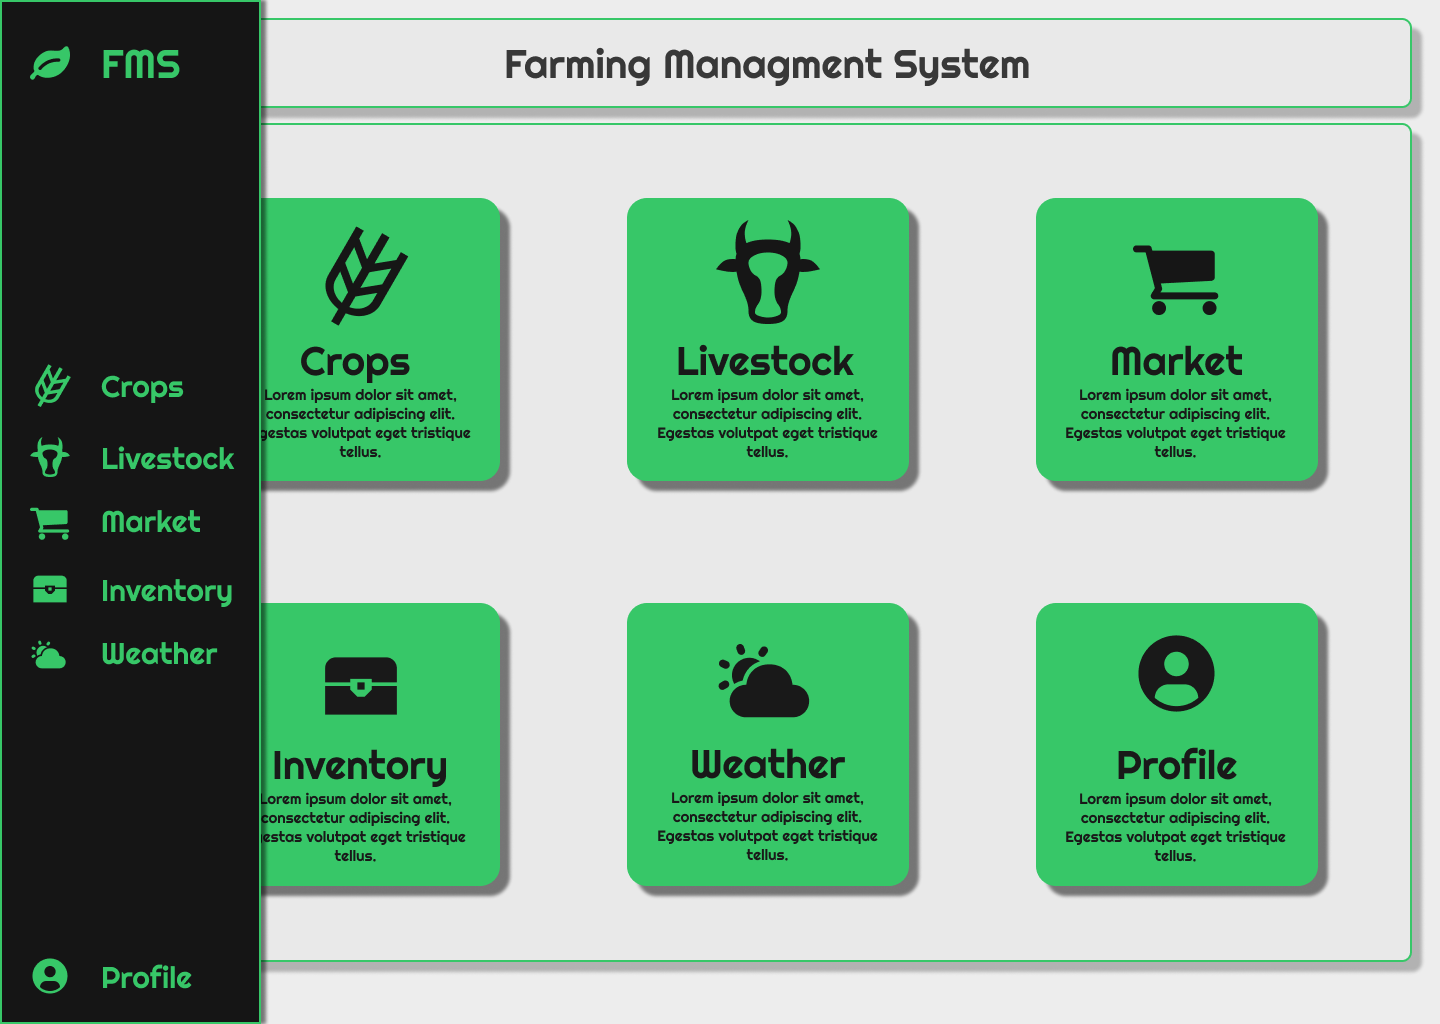 FMS
Crops
Livestock
Market
Inventory
Weather
Profile
Farming Managment System
Crops
Lorem ipsum dolor sit amet,
consectetur adipiscing elit.
gestas volutpat eget tristique
tellus.
Livestock
Lorem ipsum dolor sit amet,
consectetur adipiscing elit.
Egestas volutpat eget tristique
tellus.
Market
Lorem ipsum dolor sit amet,
consectetur adipiscing elit.
Egestas volutpat eget tristique
tellus.
Inventory
Lorem ipsum dolor sit amet,
consectetur adipiscing elit.
estas volutpat eget tristique
tellus.
Weather
Lorem ipsum dolor sit amet,
consectetur adipiscing elit.
Egestas volutpat eget tristique
tellus.
Profile
Lorem ipsum dolor sit amet,
consectetur adipiscing elit.
Egestas volutpat eget tristique
tellus.